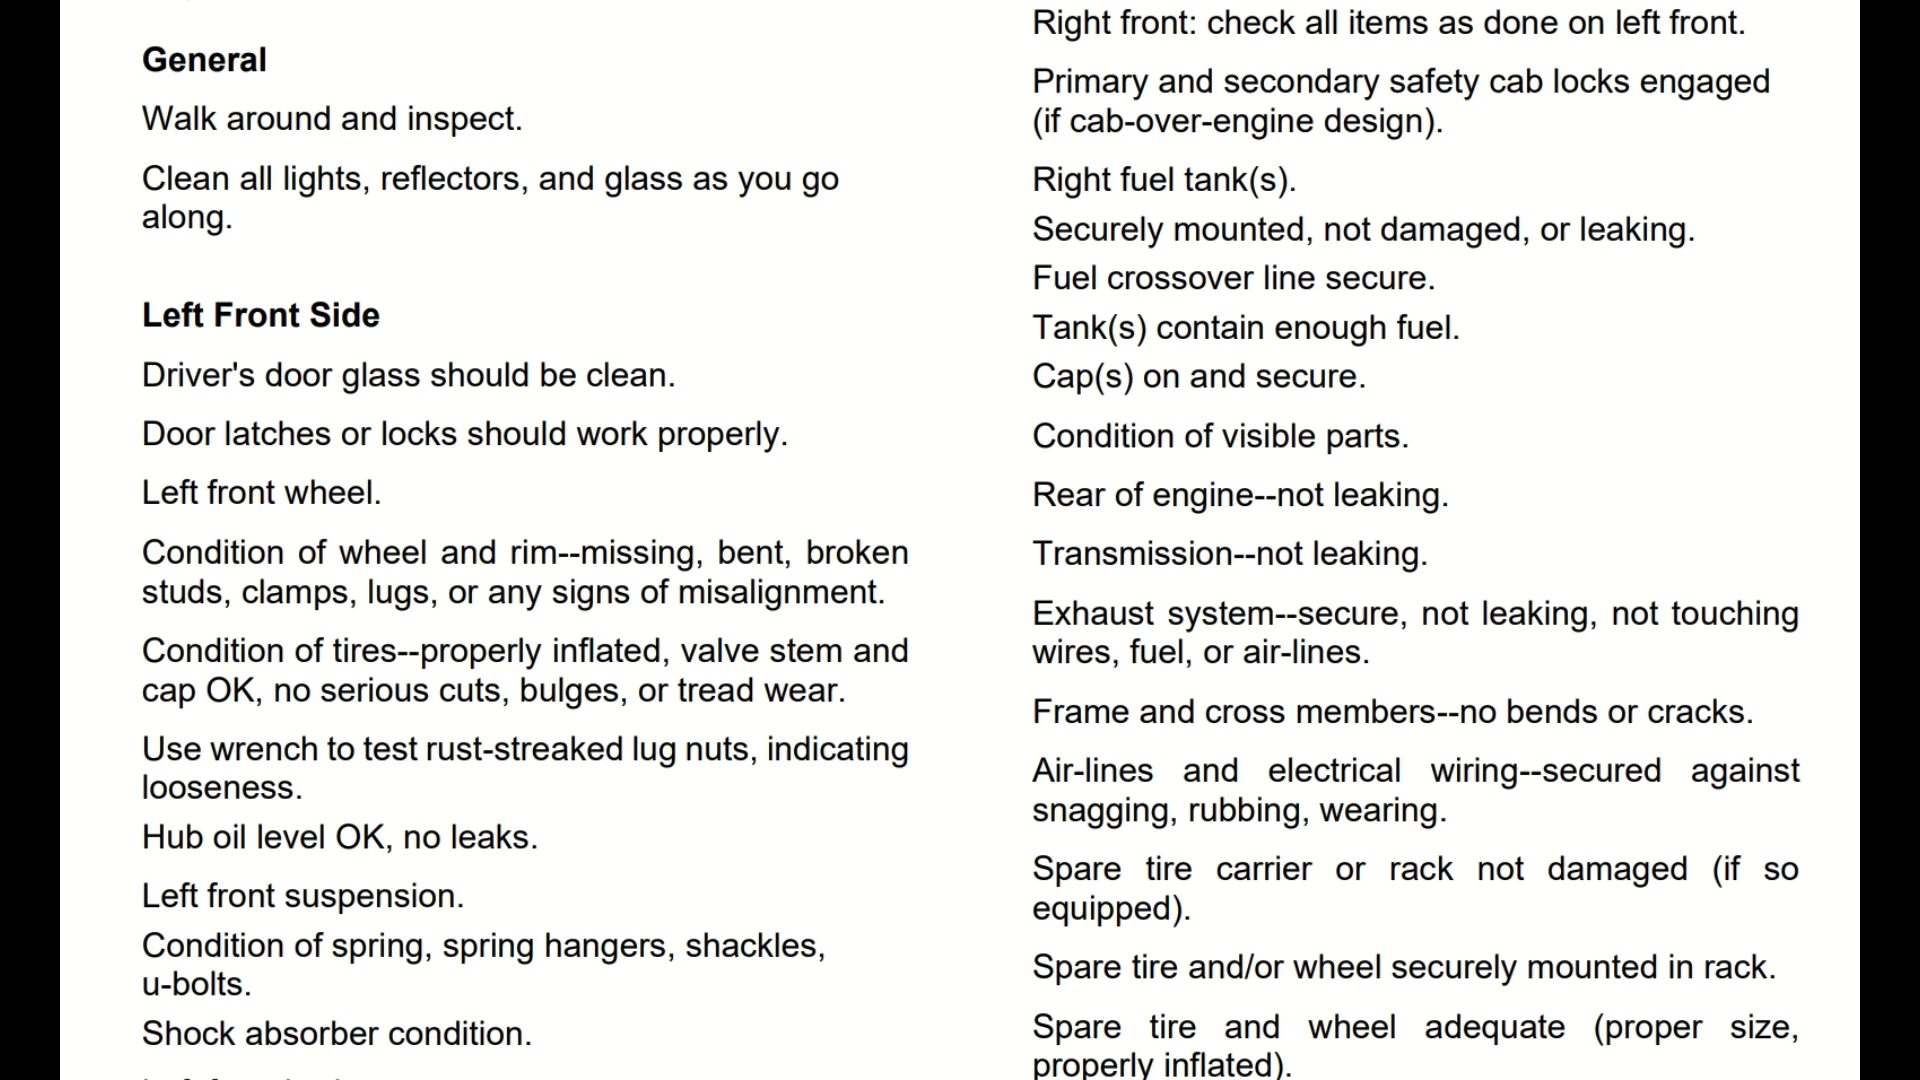 General
Walk around and inspect.
Clean all lights, reflectors, and glass as you go
along.
Left Front Side
Driver's door glass should be clean.
Door latches or locks should work properly.
Left front wheel.
Condition of wheel and rim--missing, bent, broken
studs, clamps, lugs, or any signs of misalignment.
Condition of tires--properly inflated, valve stem and
cap OK, no serious cuts, bulges, or tread wear.
Use wrench to test rust-streaked lug nuts, indicating
looseness.
Hub oil level OK, no leaks.
Left front suspension.
Condition of spring, spring hangers, shackles,
u-bolts.
Shock absorber condition.
Right front: check all items as done on left front.
Primary and secondary safety cab locks engaged
(if cab-over-engine design).
Right fuel tank(s).
Securely mounted, not damaged, or leaking.
Fuel crossover line secure.
Tank(s) contain enough fuel.
Cap(s) on and secure.
Condition of visible parts.
Rear of engine--not leaking.
Transmission--not leaking.
Exhaust system--secure, not leaking, not touching
wires, fuel, or air-lines.
Frame and cross members--no bends or cracks.
Air-lines and electrical wiring--secured against
snagging, rubbing, wearing.
Spare tire carrier or rack not damaged (if so
equipped).
Spare tire and/or wheel securely mounted in rack.
Spare tire and wheel adequate (proper size,
properly inflated).